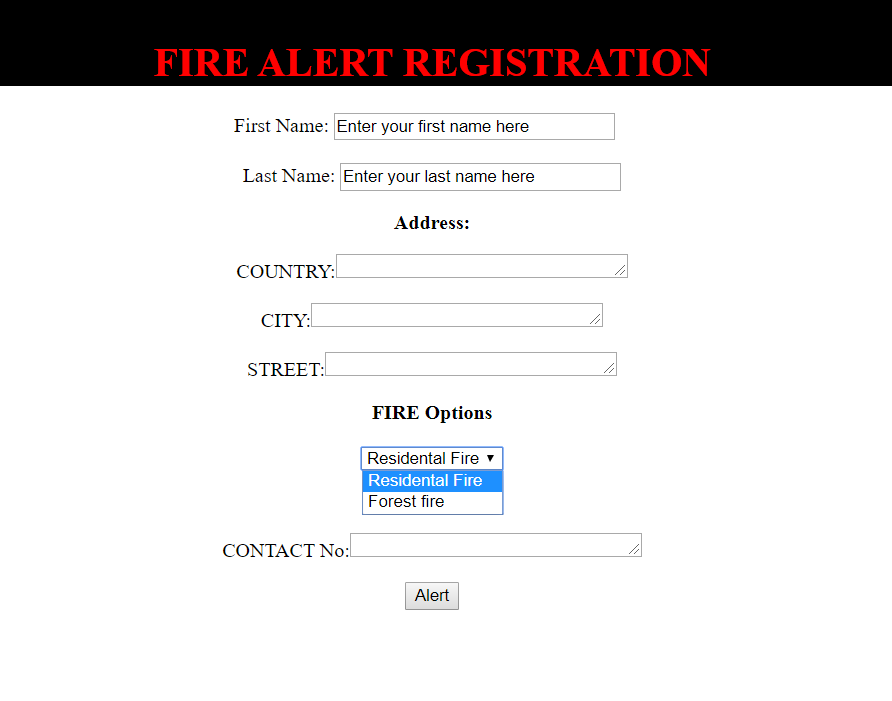 FIRE ALERT REGISTRATION
First Name: Enter your first name here
Last Name: Enter your last name here
Address:
COUNTRY:
CITY:
STREET:
FIRE Options
Residental Fire ▼
Residental Fire
Forest fire
CONTACT No:
Alert